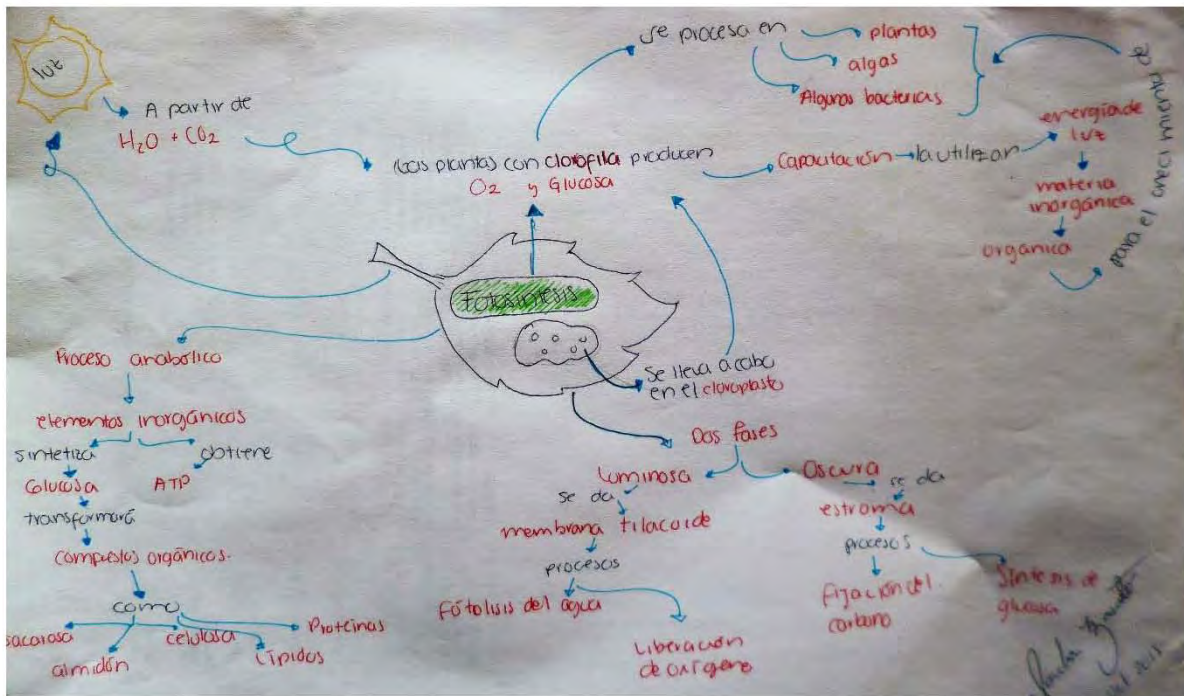 luz
A partir de
H2O + CO2
Se procesa en
plantas
algas
Algunas bacterias
para el crecimiento de
energía de
luz
materia
inorgánica
orgánica
Las plantas con clorofila producen
O2 y Glucosa
Capacitación
la utilizan
Fotosíntesis
Se lleva a cabo
en el cloroplasto
Proceso anabólico
elementos inorgánicos
sintetiza
obtiene
Glucosa
ATP
transformará
compuestos orgánicos.
como
sacarosa
almidón
celulosa
Lípidos
Proteínas
Dos fases
Luminosa
se da
membrana tilacoide
procesos
Fótolisis del agua
Liberación
de oxígeno
Oscura
se da
estroma
procesos
Fijación del
carbono
Síntesis de
glucosa